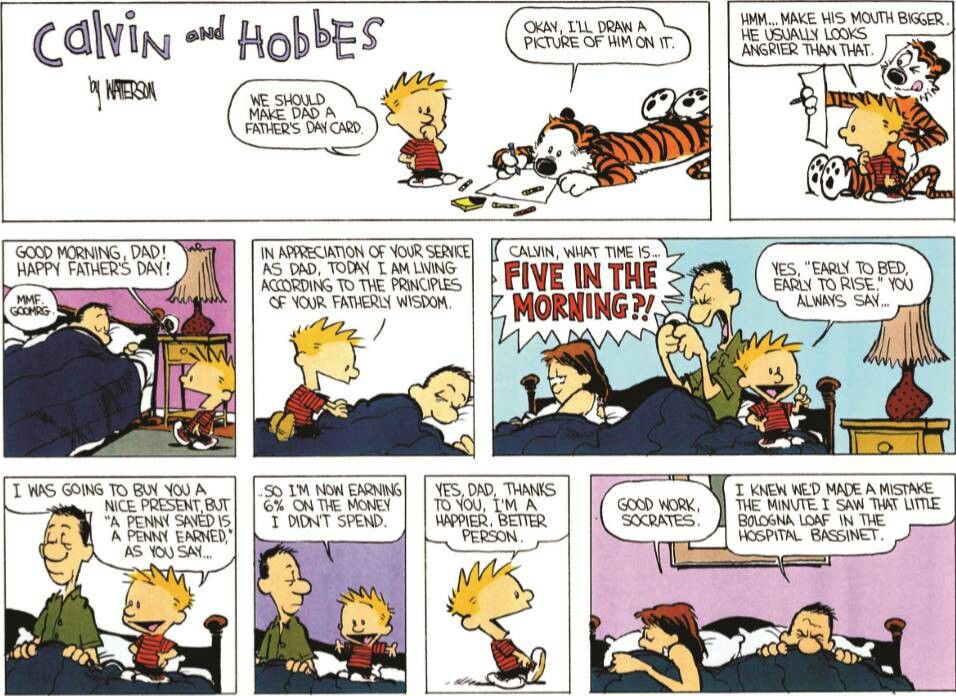 Calvin and Hobbes
by WATTERSON
WE SHOULD
MAKE DAD A
FATHER'S DAY CARD.
OKAY, I'LL DRAW A
PICTURE OF HIM ON IT.
HMM... MAKE HIS MOUTH BIGGER.
HE USUALLY LOOKS
ANGRIER THAN THAT.
GOOD MORNING, DAD!
HAPPY FATHER'S DAY!
MMF.
GOOMRG.
IN APPRECIATION OF YOUR SERVICE
AS DAD, TODAY I AM LIVING
ACCORDING TO THE PRINCIPLES
OF YOUR FATHERLY WISDOM.
CALVIN, WHAT TIME IS...
FIVE IN THE
MORNING?!
YES, "EARLY TO BED,
EARLY TO RISE," YOU
ALWAYS SAY...
I WAS GOING TO BUY YOU A
NICE PRESENT, BUT
"A PENNY SAVED IS
A PENNY EARNED,"
AS YOU SAY...
..SO I'M NOW EARNING
6% ON THE MONEY
I DIDN'T SPEND.
YES, DAD, THANKS
TO YOU, I'M A
HAPPIER, BETTER
PERSON.
GOOD WORK,
SOCRATES.
I KNEW WE'D MADE A MISTAKE
THE MINUTE I SAW THAT LITTLE
BOLOGNA LOAF IN THE
HOSPITAL BASSINET.